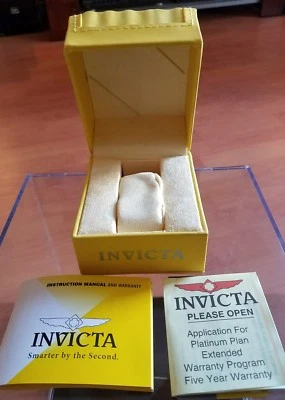 INVICTA
INSTRUCTION MANUAL AND WARRANTY
INVICTA
Smarter by the Second.
INVICTA
PLEASE OPEN
Application For
Platinum Plan
Extended
Warranty Program
Five Year Warranty